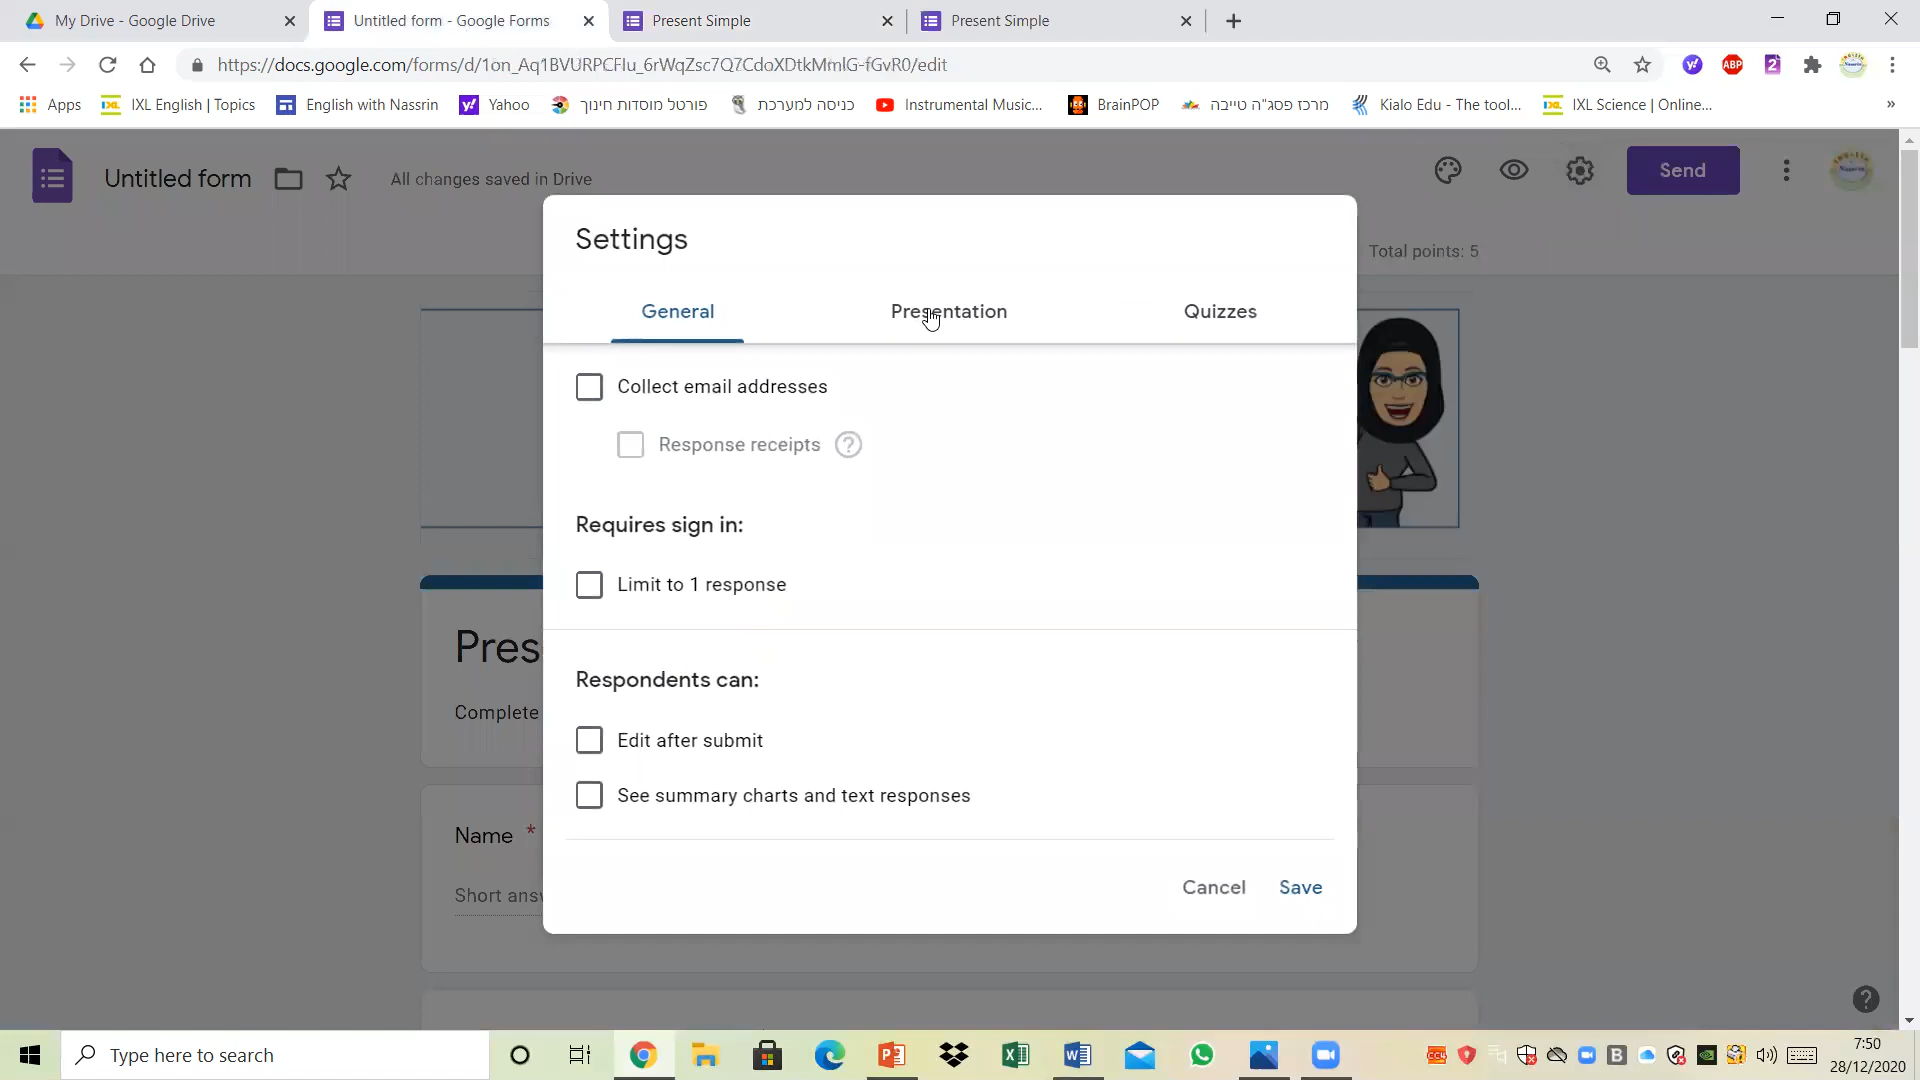 My Drive - Google Drive
Untitled form - Google Forms
Present Simple
Present Simple
https://docs.google.com/forms/d/1on_Aq1BVURPCFIu_6rWqZsc7Q7CdoXDtkMmlG-fGvR0/edit
ABP
2
Apps
IXL English | Topics
English with Nassrin
Yahoo
פורטל מוסדות חינוך
כניסה למערכת
Instrumental Music...
BrainPOP
מרכז פסג"ה טייבה
Kialo Edu - The tool...
IXL Science | Online...
»
Untitled form
All changes saved in Drive
Send
Total points: 5
Settings
General
Presentation
Quizzes
Collect email addresses
Response receipts
Requires sign in:
Limit to 1 response
Respondents can:
Edit after submit
See summary charts and text responses
Cancel
Save
Pres
Complete
Name *
Short ans
Type here to search
7:50
28/12/2020